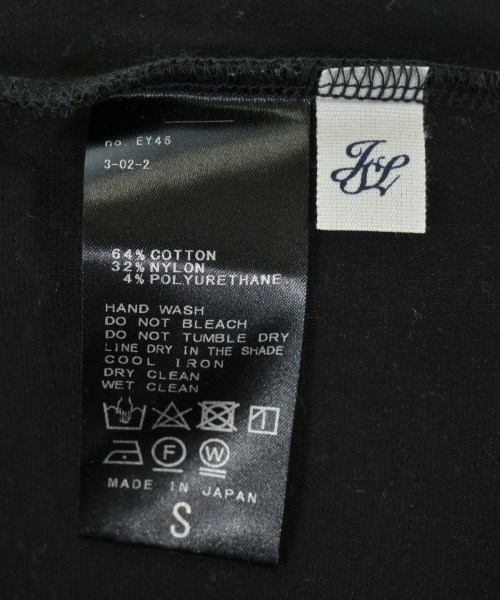 no. EY46
3-02-2
JSL
64% COTTON
32% NYLON
4% POLYURETHANE
HAND WASH
DO NOT BLEACH
DO NOT TUMBLE DRY
LINE DRY IN THE SHADE
COOL IRON
DRY CLEAN
WET CLEAN
F W
MADE IN JAPAN
S